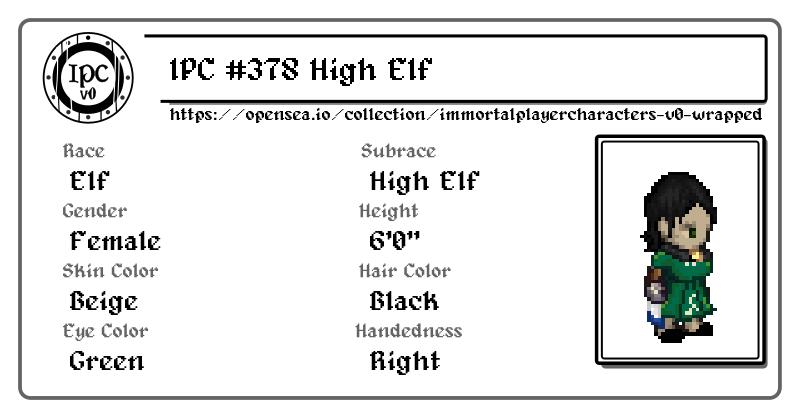 IPC
v0
IPC #378 High Elf
https://opensea.io/collection/immortalplayercharacters-v0-wrapped
Race
Subrace
Elf
High Elf
Gender
Height
Female
6'0"
Skin Color
Hair Color
Beige
Black
Eye Color
Handedness
Green
Right